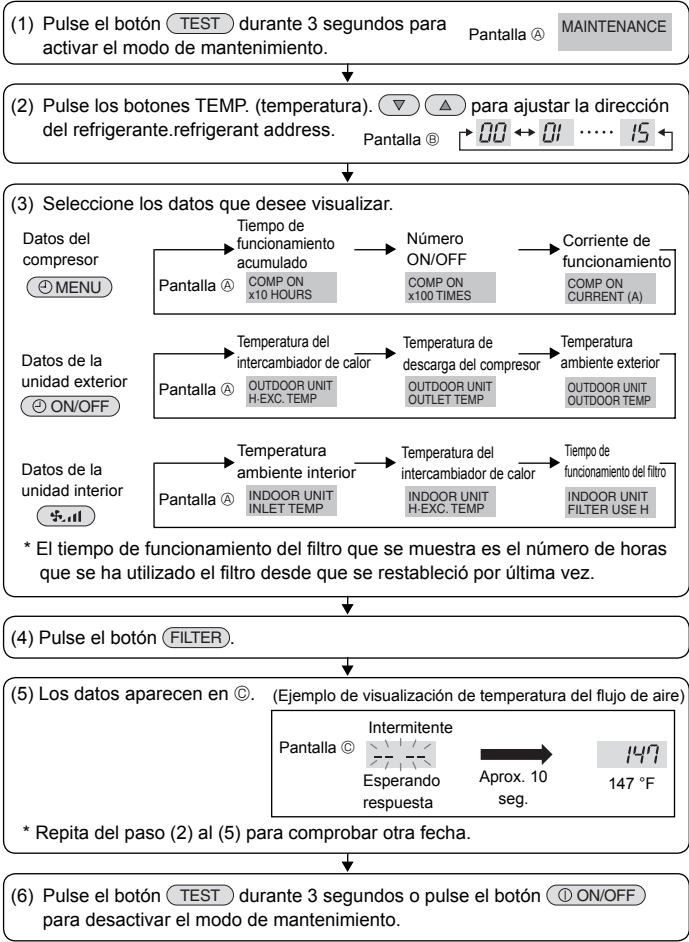 (1) Pulse el botón TEST durante 3 segundos para
activar el modo de mantenimiento.
Pantalla Ⓐ MAINTENANCE
(2) Pulse los botones TEMP. (temperatura). ▽ △ para ajustar la dirección
del refrigerante.refrigerant address.
Pantalla Ⓑ 00 ↔ 01 ····· 15
(3) Seleccione los datos que desee visualizar.
Datos del
compresor
MENU
Pantalla Ⓐ
Tiempo de
funcionamiento
acumulado
COMP ON
x10 HOURS
Número
ON/OFF
COMP ON
x100 TIMES
Corriente de
funcionamiento
COMP ON
CURRENT (A)
Datos de la
unidad exterior
ON/OFF
Pantalla Ⓐ
Temperatura del
intercambiador de calor
OUTDOOR UNIT
H·EXC. TEMP
Temperatura de
descarga del compresor
OUTDOOR UNIT
OUTLET TEMP
Temperatura
ambiente exterior
OUTDOOR UNIT
OUTDOOR TEMP
Datos de la
unidad interior
Pantalla Ⓐ
Temperatura
ambiente interior
INDOOR UNIT
INLET TEMP
Temperatura del
intercambiador de calor
INDOOR UNIT
H·EXC. TEMP
Tiempo de
funcionamiento del filtro
INDOOR UNIT
FILTER USE H
* El tiempo de funcionamiento del filtro que se muestra es el número de horas
que se ha utilizado el filtro desde que se restableció por última vez.
(4) Pulse el botón FILTER.
(5) Los datos aparecen en Ⓒ. (Ejemplo de visualización de temperatura del flujo de aire)
Pantalla Ⓒ
Intermitente
-- --
Esperando
respuesta
Aprox. 10
seg.
147
147 °F
* Repita del paso (2) al (5) para comprobar otra fecha.
(6) Pulse el botón TEST durante 3 segundos o pulse el botón ON/OFF
para desactivar el modo de mantenimiento.